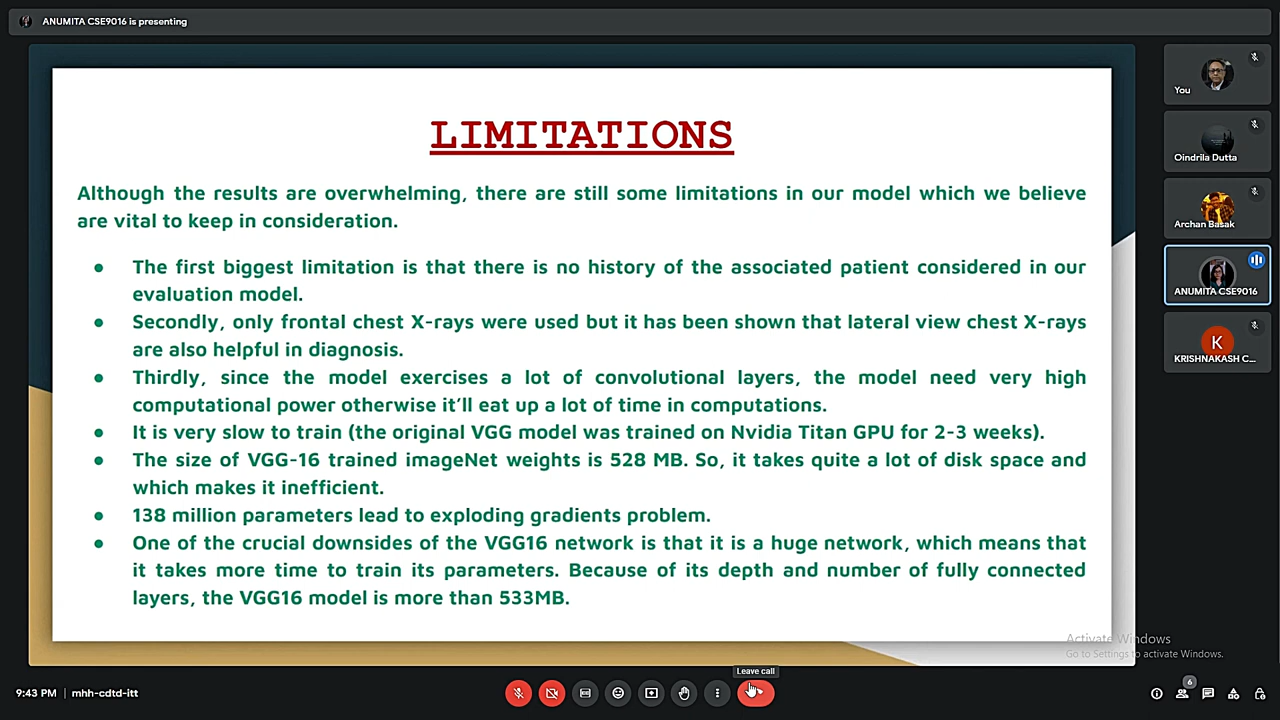 ANUMITA CSE9016 is presenting
LIMITATIONS
Although the results are overwhelming, there are still some limitations in our model which we believe
are vital to keep in consideration.
● The first biggest limitation is that there is no history of the associated patient considered in our
evaluation model.
● Secondly, only frontal chest X-rays were used but it has been shown that lateral view chest X-rays
are also helpful in diagnosis.
● Thirdly, since the model exercises a lot of convolutional layers, the model need very high
computational power otherwise it'll eat up a lot of time in computations.
● It is very slow to train (the original VGG model was trained on Nvidia Titan GPU for 2-3 weeks).
● The size of VGG-16 trained imageNet weights is 528 MB. So, it takes quite a lot of disk space and
which makes it inefficient.
● 138 million parameters lead to exploding gradients problem.
● One of the crucial downsides of the VGG16 network is that it is a huge network, which means that
it takes more time to train its parameters. Because of its depth and number of fully connected
layers, the VGG16 model is more than 533MB.
You
Oindrila Dutta
Archan Basak
ANUMITA CSE9016
K
KRISHNAKASH C...
Activate Windows
Go to Settings to activate Windows.
Leave call
9:43 PM | mhh-cdtd-itt
6